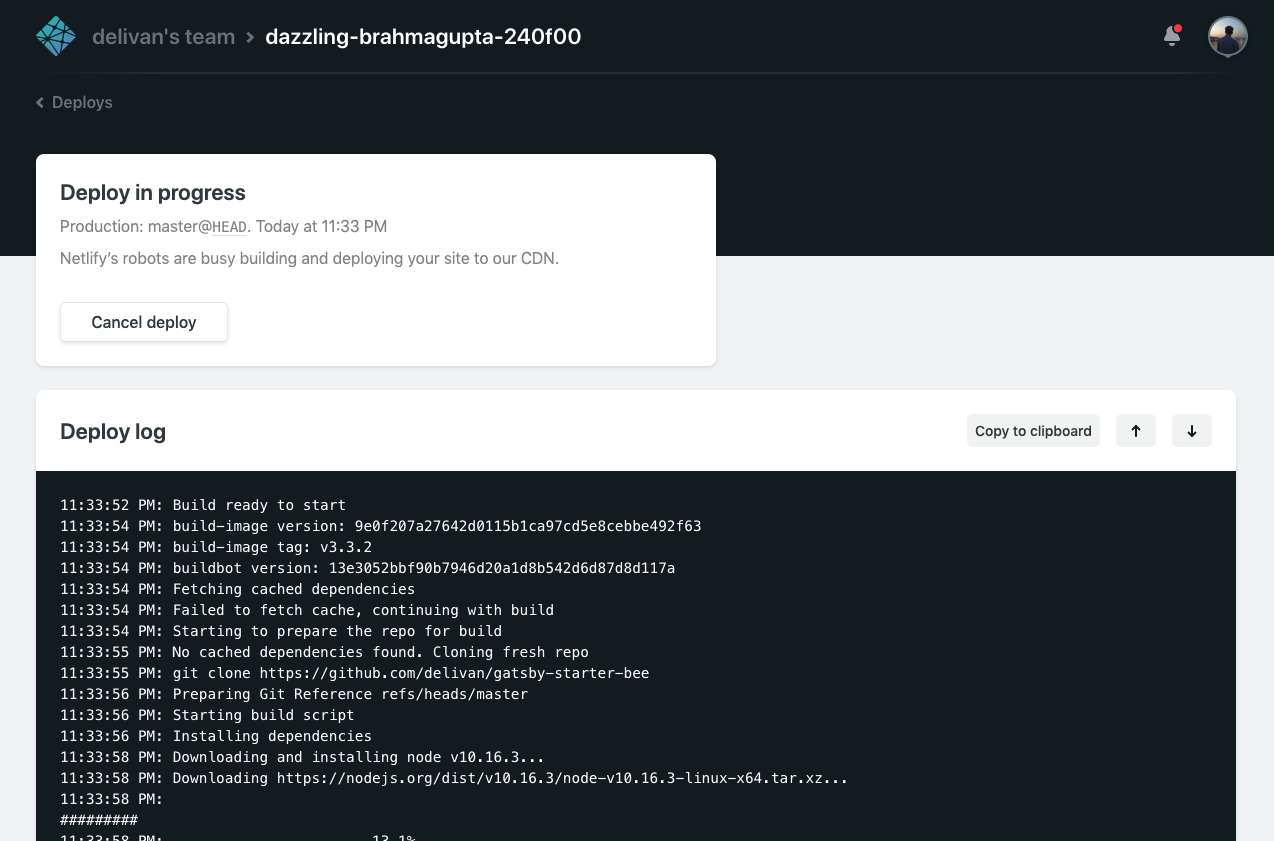 delivan's team > dazzling-brahmagupta-240f00
Deploys
Deploy in progress
Production: master@HEAD. Today at 11:33 PM
Netlify’s robots are busy building and deploying your site to our CDN.
Cancel deploy
Deploy log
Copy to clipboard ↑ ↓
11:33:52 PM: Build ready to start
11:33:54 PM: build-image version: 9e0f207a27642d0115b1ca97cd5e8cebbe492f63
11:33:54 PM: build-image tag: v3.3.2
11:33:54 PM: buildbot version: 13e3052bbf90b7946d20a1d8b542d6d87d8d117a
11:33:54 PM: Fetching cached dependencies
11:33:54 PM: Failed to fetch cache, continuing with build
11:33:54 PM: Starting to prepare the repo for build
11:33:55 PM: No cached dependencies found. Cloning fresh repo
11:33:55 PM: git clone https://github.com/delivan/gatsby-starter-bee
11:33:56 PM: Preparing Git Reference refs/heads/master
11:33:56 PM: Starting build script
11:33:56 PM: Installing dependencies
11:33:58 PM: Downloading and installing node v10.16.3...
11:33:58 PM: Downloading https://nodejs.org/dist/v10.16.3/node-v10.16.3-linux-x64.tar.xz...
11:33:58 PM:
#########
11:33:58 PM: 13.1%